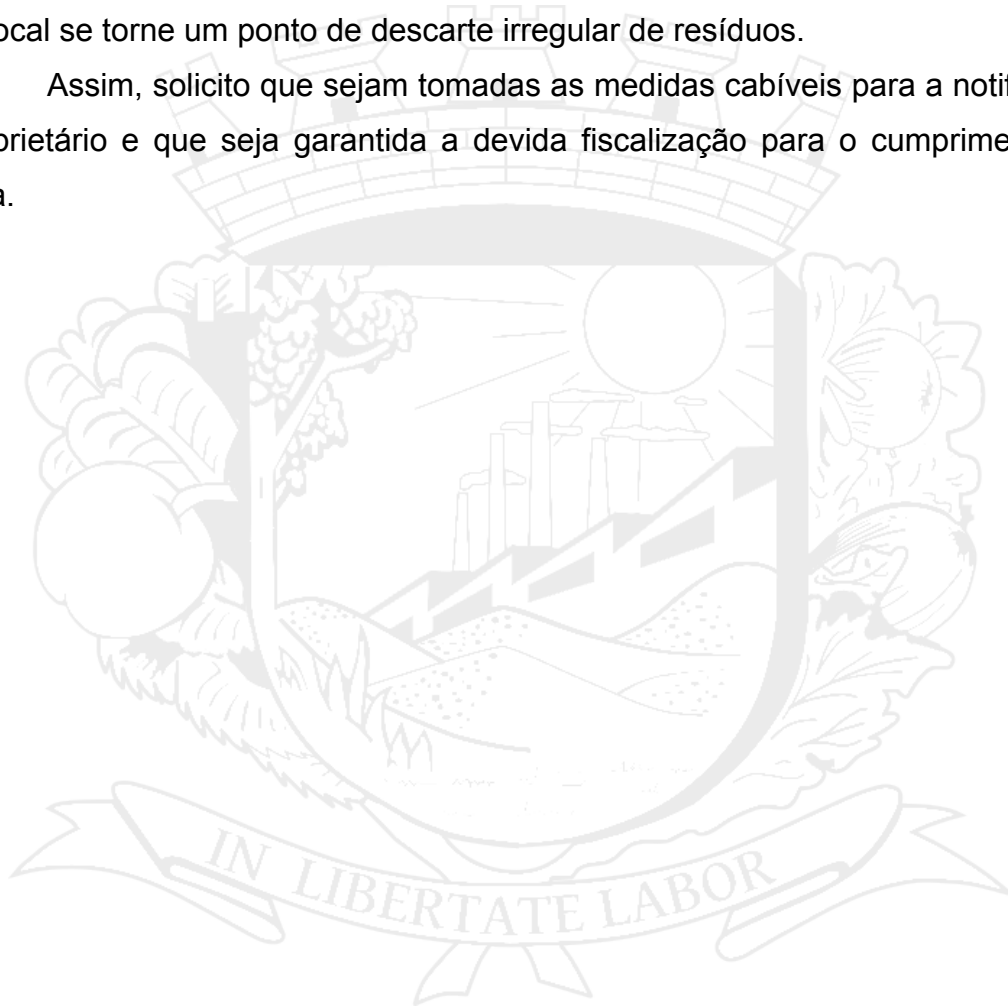 ocal se torne um ponto de descarte irregular de resíduos.
Assim, solicito que sejam tomadas as medidas cabíveis para a notif
prietário e que seja garantida a devida fiscalização para o cumprime
a.
IN LIBERTATE LABOR